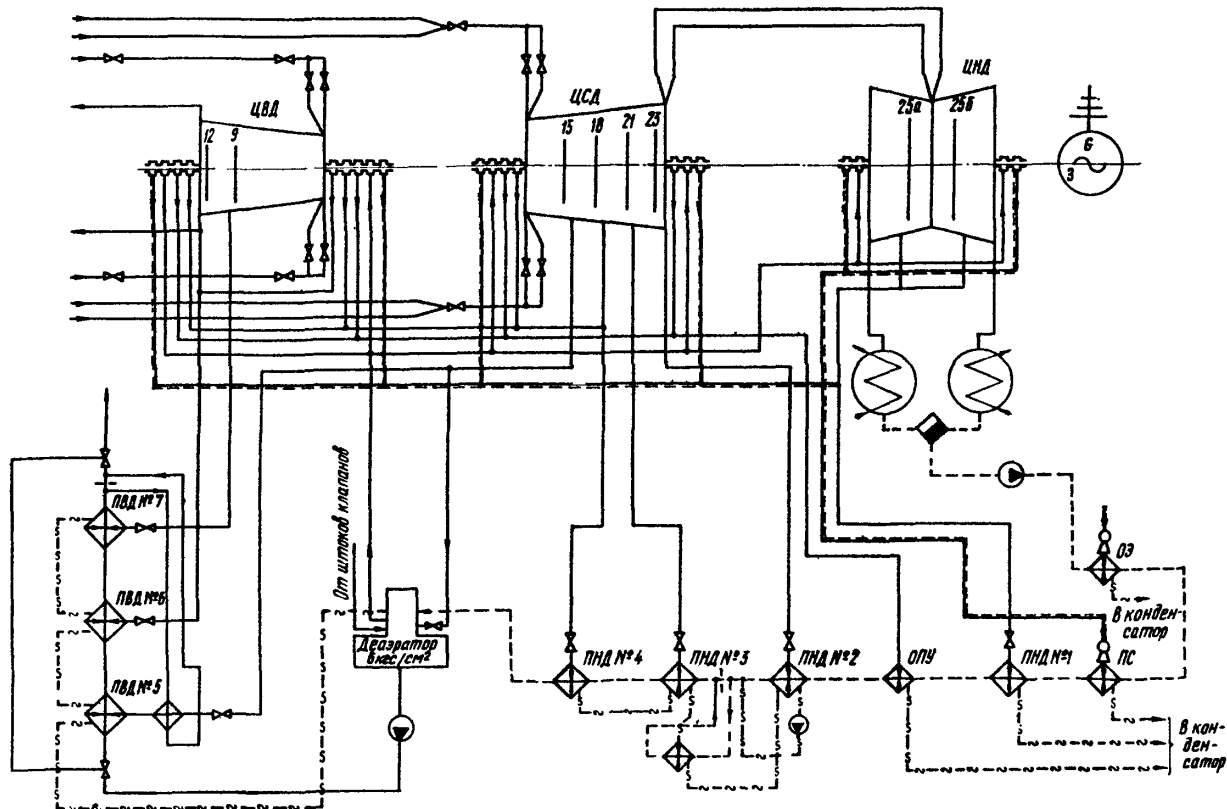 ЦВД
12 9
ЦСД
15 18 21 23
ЦНД
25а 25б
G
3
ПВД №7
ПВД №6
ПВД №5
От штоков клапанов
Деаэратор
6 кгс/см²
ПНД №4
ПНД №3
ПНД №2
ОПУ
ПНД №1
ПС
ОЭ
В конден-
сатор
В кон-
ден-
сатор